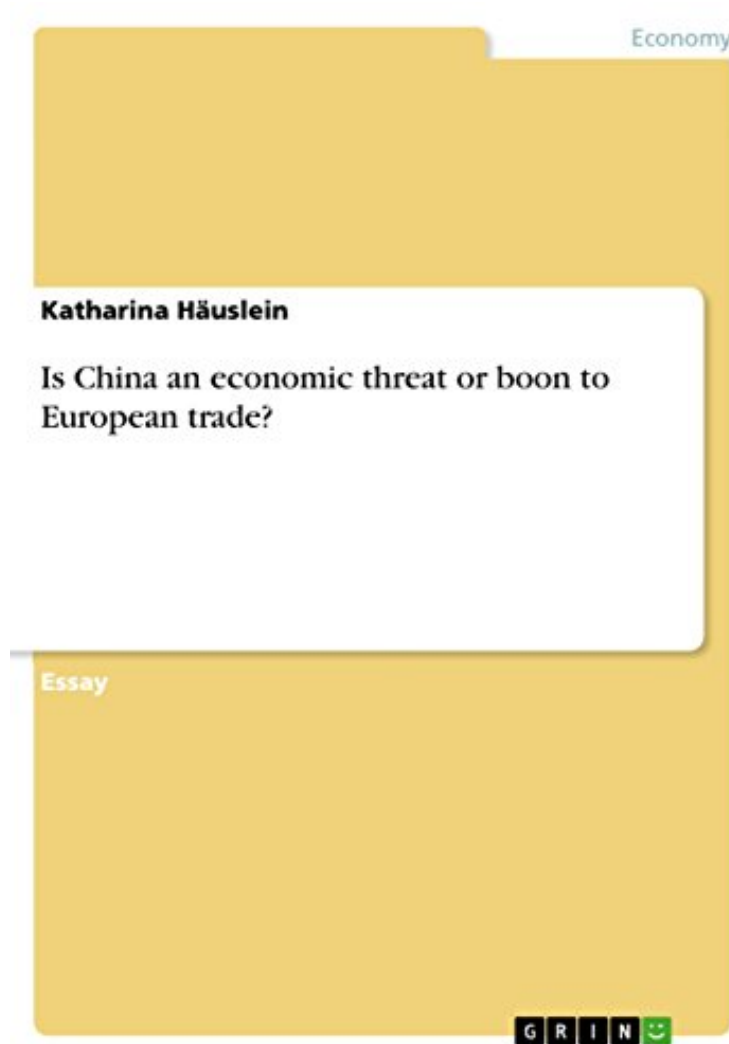 Economy
Katharina Häuslein
Is China an economic threat or boon to
European trade?
Essay
GRIN